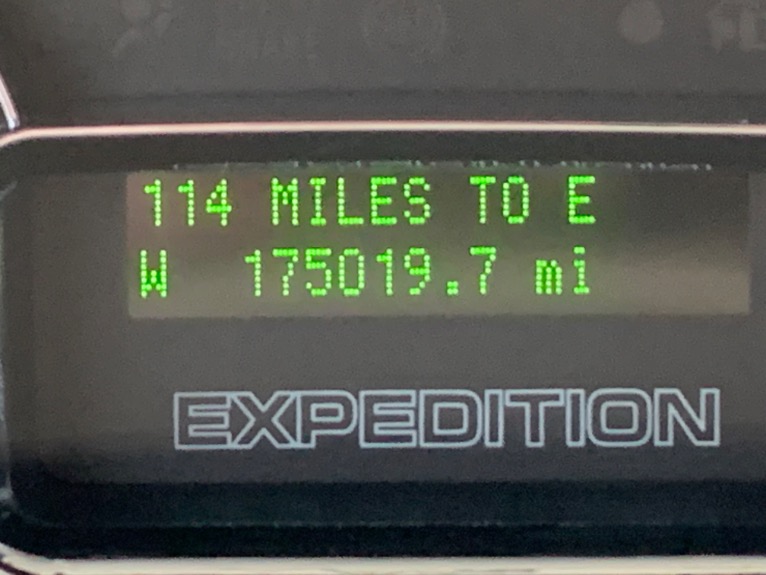 114 MILES TO E
W 175019.7 mi
EXPEDITION